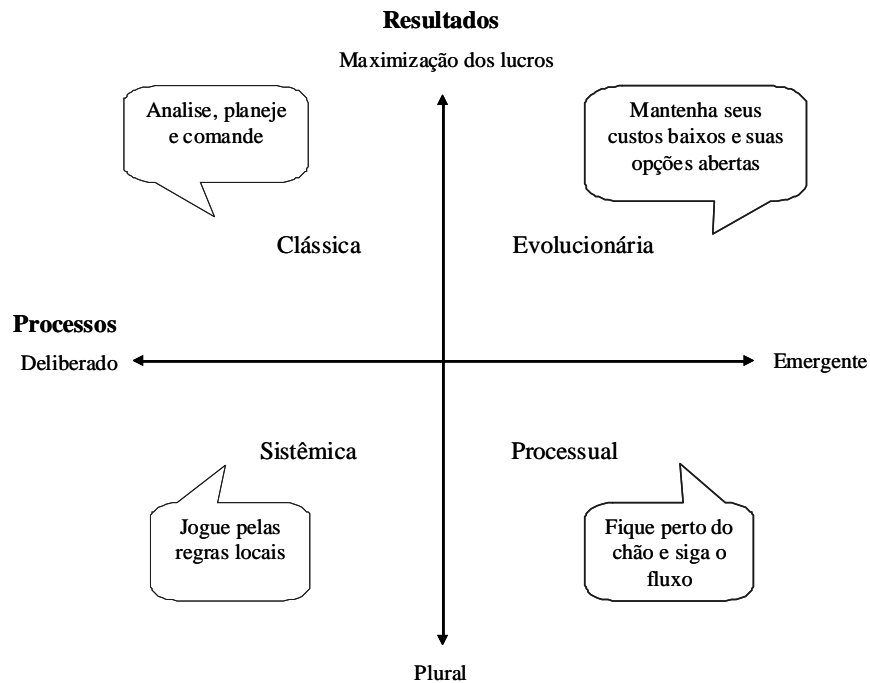 Resultados
Maximização dos lucros
Analise, planeje
e comande
Mantenha seus
custos baixos e suas
opções abertas
Clássica
Evolucionária
Processos
Deliberado
Emergente
Sistêmica
Processual
Jogue pelas
regras locais
Fique perto do
chão e siga o
fluxo
Plural